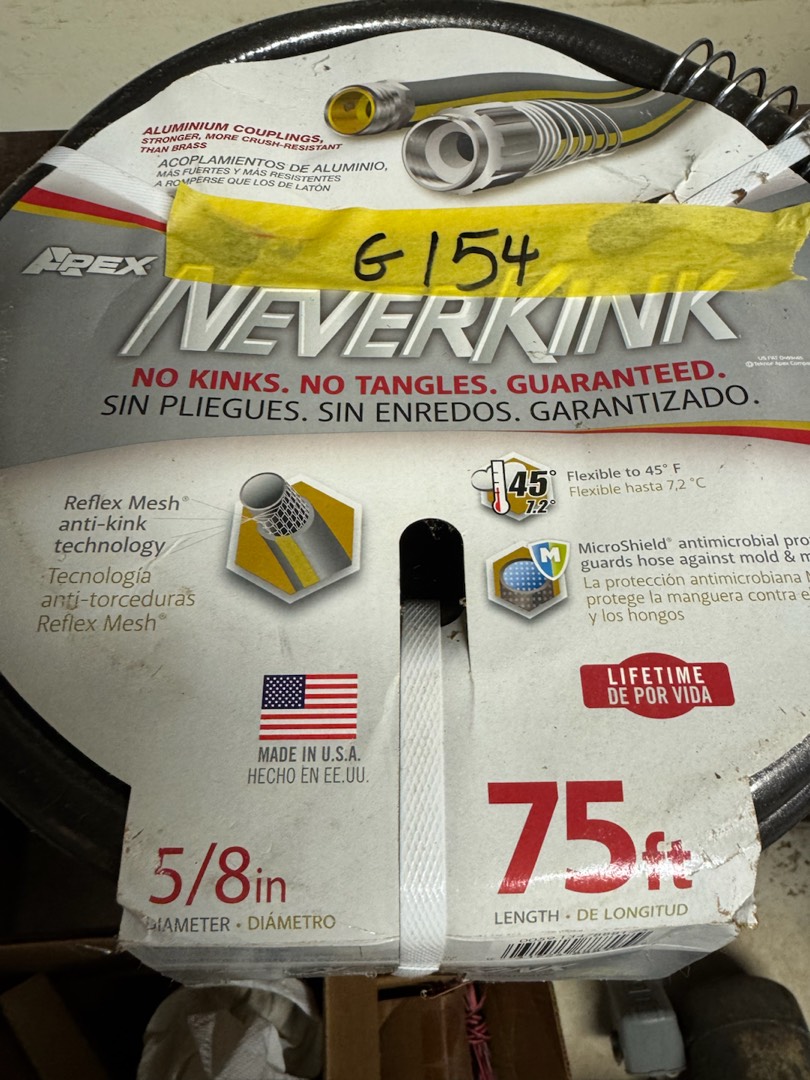 ALUMINIUM COUPLINGS,
STRONGER, MORE CRUSH-RESISTANT
THAN BRASS
ACOPLAMIENTOS DE ALUMINIO,
MÁS FUERTES Y MÁS RESISTENTES
A ROMPERSE QUE LOS DE LATÓN
G154
APEX
NEVERKINK
NO KINKS. NO TANGLES. GUARANTEED.
SIN PLIEGUES. SIN ENREDOS. GARANTIZADO.
Reflex Mesh®
anti-kink
technology
Tecnología
anti-torceduras
Reflex Mesh®
45°
7.2°
Flexible to 45° F
Flexible hasta 7,2 °C
M
MicroShield® antimicrobial pro
guards hose against mold & m
La protección antimicrobiana M
protege la manguera contra e
y los hongos
LIFETIME
DE POR VIDA
MADE IN U.S.A.
HECHO EN EE.UU.
5/8in
DIAMETER • DIÁMETRO
75ft
LENGTH • DE LONGITUD